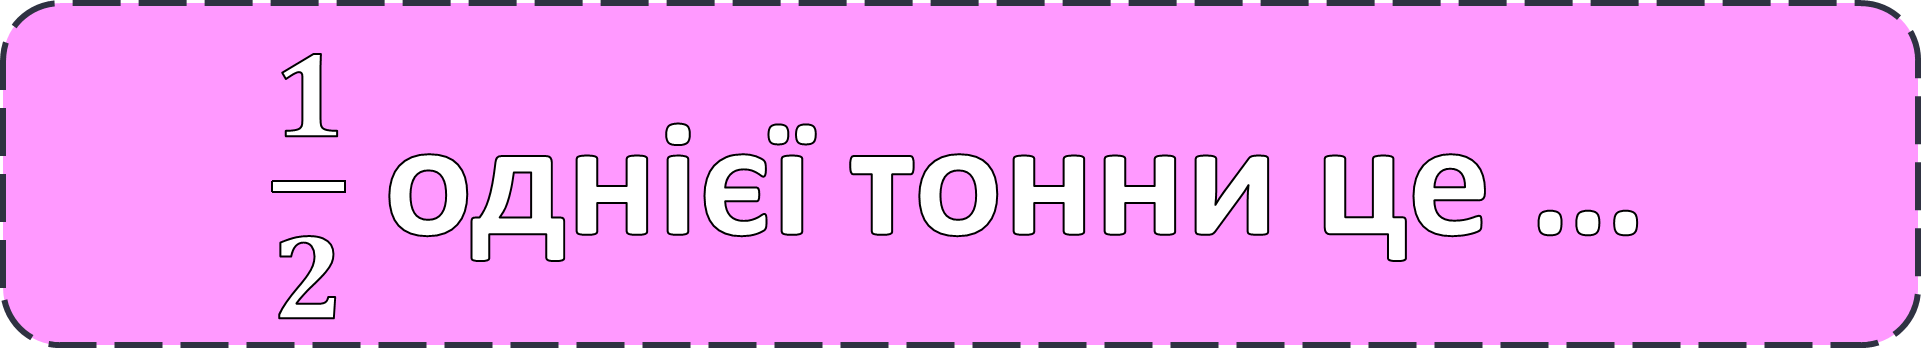 1/2 однієї тонни це ...